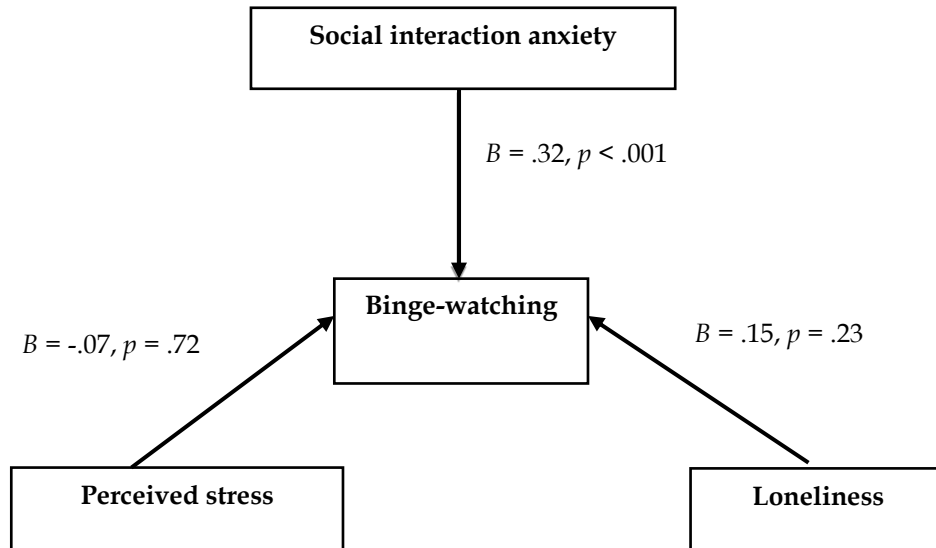 Social interaction anxiety
B = .32, p < .001
Binge-watching
B = -.07, p = .72
B = .15, p = .23
Perceived stress
Loneliness